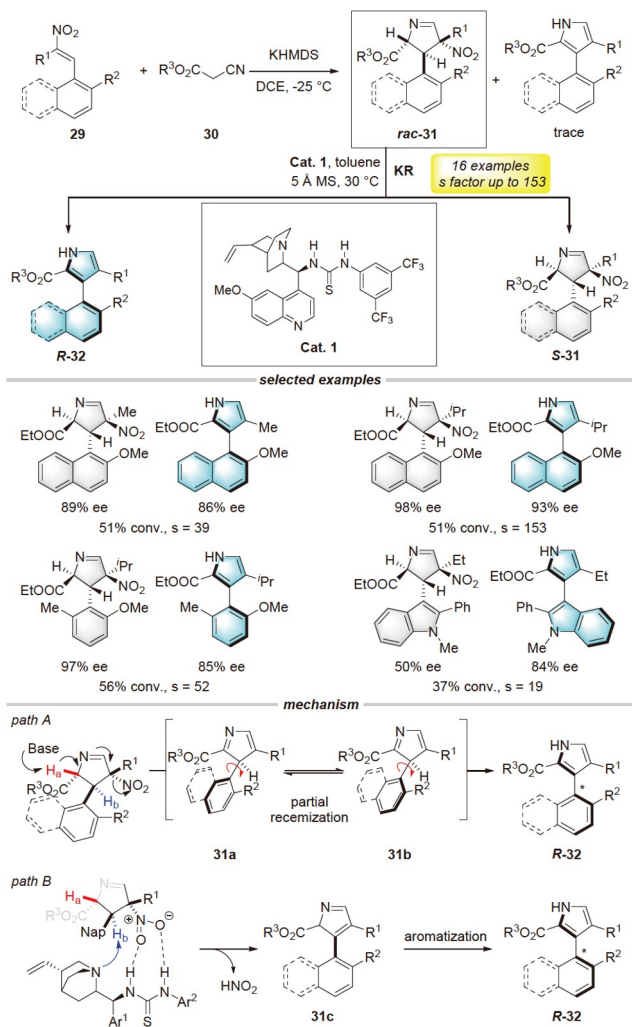 NO₂
R¹
R²
29
+
R³O₂C
CN
30
KHMDS
DCE, -25 °C
N
R¹
H
NO₂
R³O₂C
H
R²
rac-31
+
HN
R³O₂C
R¹
R²
trace
Cat. 1, toluene
5 Å MS, 30 °C
KR
16 examples
s factor up to 153
HN
R³O₂C
R¹
R²
R-32
N
H
N
H
N
S
CF₃
CF₃
MeO
N
Cat. 1
N
R¹
H
NO₂
R³O₂C
H
R²
S-31
selected examples
N
Me
H
NO₂
EtOOC
H
OMe
89% ee
HN
EtOOC
Me
OMe
86% ee
51% conv., s = 39
N
iPr
H
NO₂
EtOOC
H
OMe
98% ee
HN
EtOOC
iPr
OMe
93% ee
51% conv., s = 153
N
iPr
H
NO₂
EtOOC
H
Me
OMe
97% ee
HN
EtOOC
iPr
Me
OMe
85% ee
56% conv., s = 52
N
Et
H
NO₂
EtOOC
H
Ph
N
Me
50% ee
HN
EtOOC
Et
Ph
N
Me
84% ee
37% conv., s = 19
mechanism
path A
Base
N
Hₐ
R¹
NO₂
R³O₂C
H_b
R²
N
R³O₂C
R¹
H
R²
31a
partial
recemization
N
R³O₂C
R¹
H
R²
31b
HN
R³O₂C
R¹
*
R²
R-32
path B
N
Hₐ
R¹
R³O₂C
N
⊕
O
⊖
O
Nap
H_b
N
H
H
N
N
Ar²
Ar¹
S
HNO₂
N
R³O₂C
R¹
R²
31c
aromatization
HN
R³O₂C
R¹
*
R²
R-32